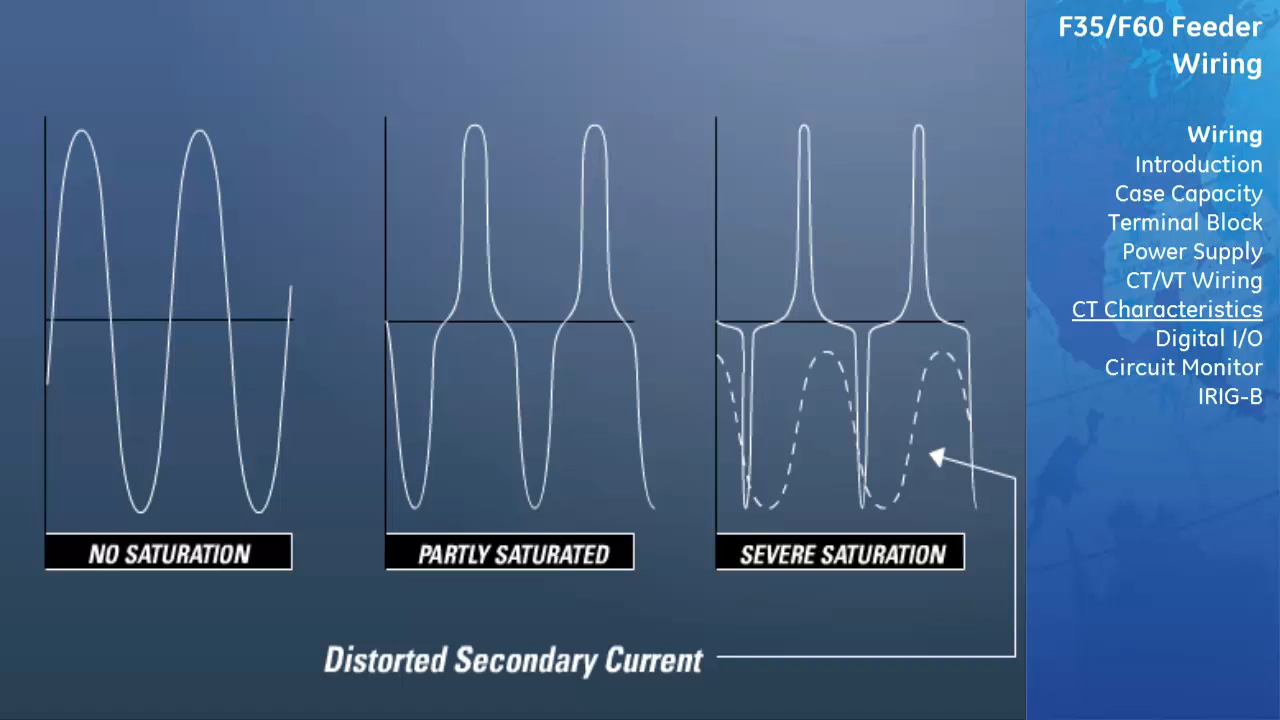 F35/F60 Feeder
Wiring
Wiring
Introduction
Case Capacity
Terminal Block
Power Supply
CT/VT Wiring
CT Characteristics
Digital I/O
Circuit Monitor
IRIG-B
NO SATURATION
PARTLY SATURATED
SEVERE SATURATION
Distorted Secondary Current